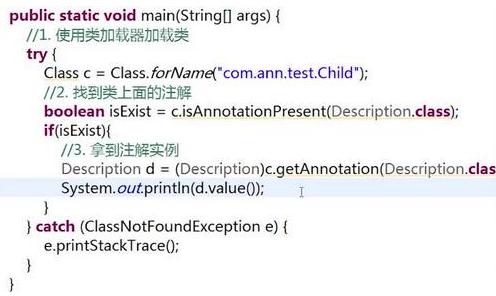 public static void main(String[] args) {
//1. 使用类加载器加载类
try {
Class c = Class.forName("com.ann.test.Child");
//2. 找到类上面的注解
boolean isExist = c.isAnnotationPresent(Description.class);
if(isExist){
//3. 拿到注解实例
Description d = (Description)c.getAnnotation(Description.clas
System.out.println(d.value());
}
} catch (ClassNotFoundException e) {
e.printStackTrace();
}
}